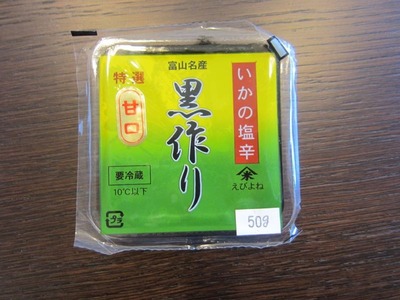 特選
甘口
富山名産
黒作り
いかの塩辛
えびよね
要冷蔵
10℃以下
50g